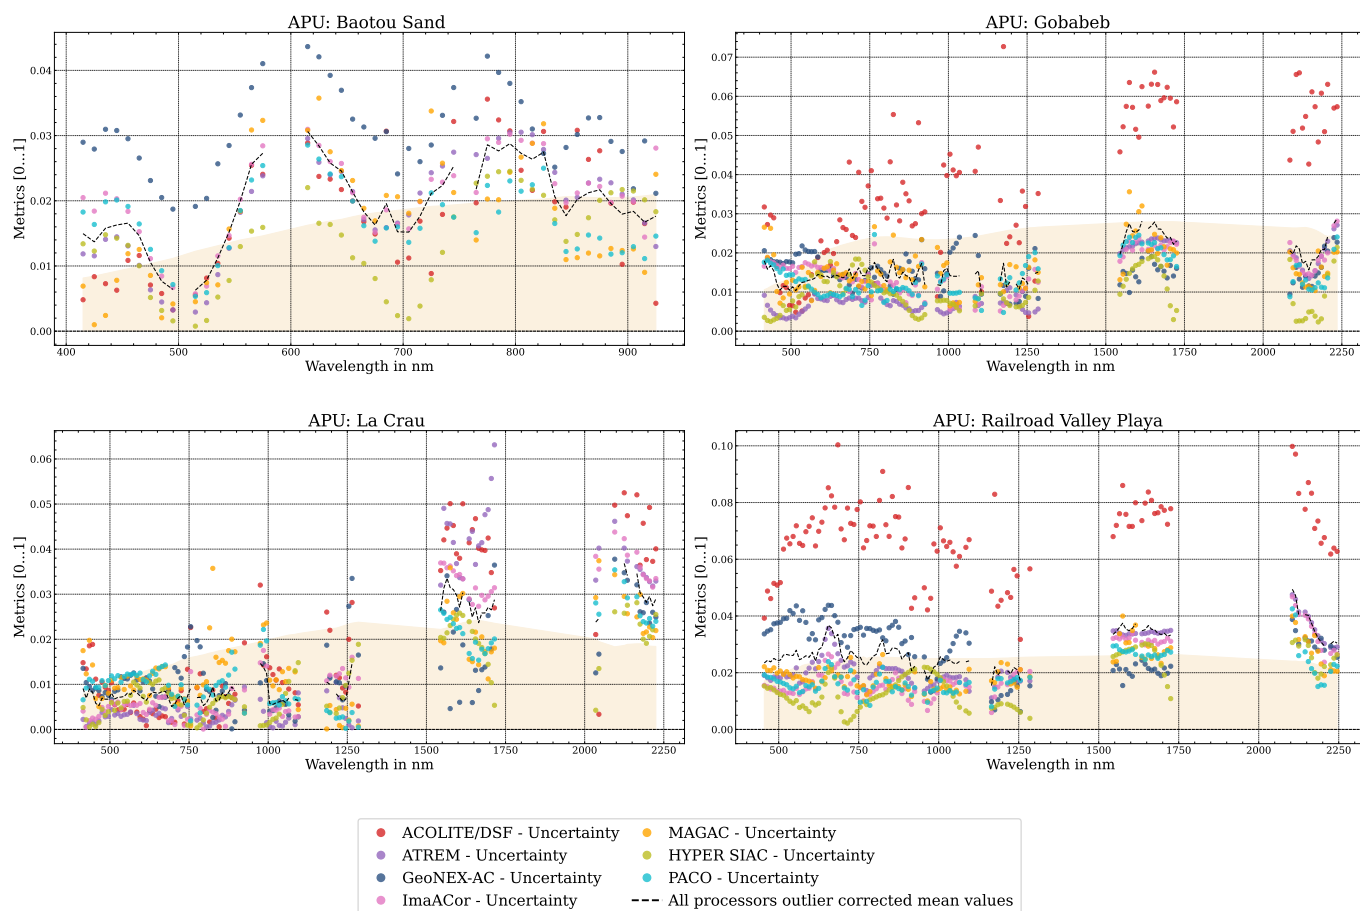 APU: Baotou Sand
Metrics [0...1]
0.04
0.03
0.02
0.01
0.00
400 500 600 700 800 900
Wavelength in nm
APU: Gobabeb
Metrics [0...1]
0.07
0.06
0.05
0.04
0.03
0.02
0.01
0.00
500 750 1000 1250 1500 1750 2000 2250
Wavelength in nm
APU: La Crau
Metrics [0...1]
0.06
0.05
0.04
0.03
0.02
0.01
0.00
500 750 1000 1250 1500 1750 2000 2250
Wavelength in nm
APU: Railroad Valley Playa
Metrics [0...1]
0.10
0.08
0.06
0.04
0.02
0.00
500 750 1000 1250 1500 1750 2000 2250
Wavelength in nm
ACOLITE/DSF - Uncertainty
ATREM - Uncertainty
GeoNEX-AC - Uncertainty
ImaACor - Uncertainty
MAGAC - Uncertainty
HYPER SIAC - Uncertainty
PACO - Uncertainty
All processors outlier corrected mean values